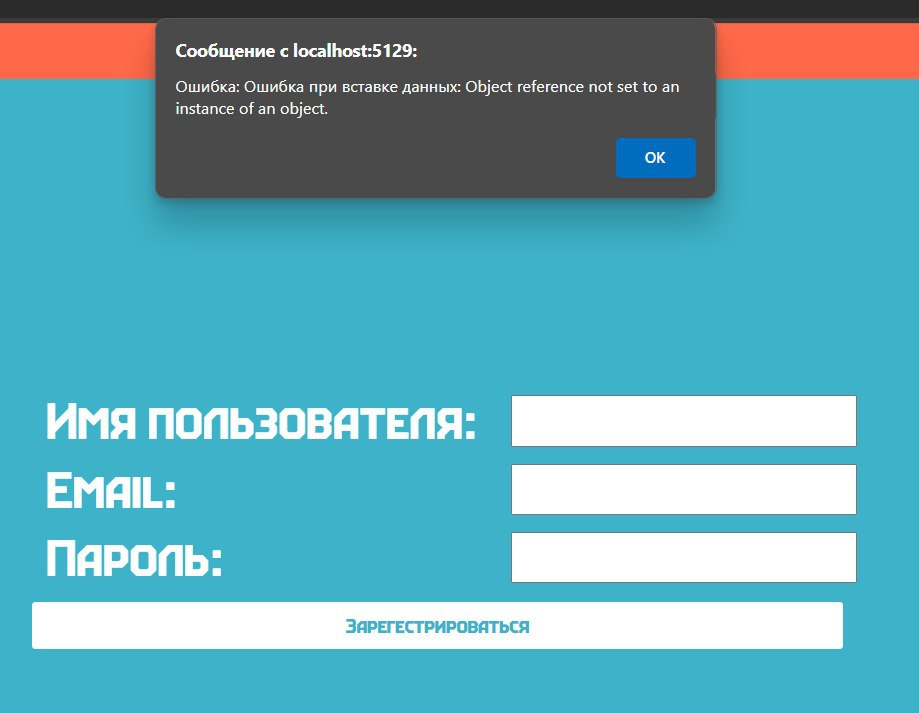 Сообщение с localhost:5129:
Ошибка: Ошибка при вставке данных: Object reference not set to an
instance of an object.
OK
Имя пользователя:
Email:
Пароль:
Зарегестрироваться